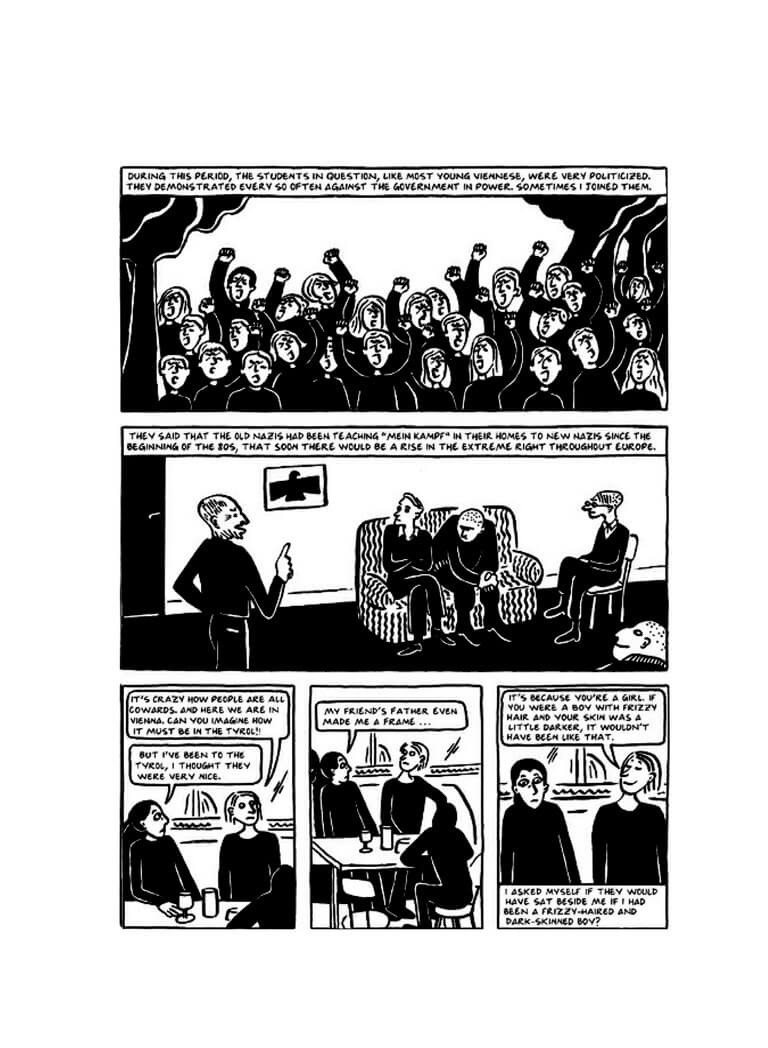 DURING THIS PERIOD, THE STUDENTS IN QUESTION, LIKE MOST YOUNG VIENNESE, WERE VERY POLITICIZED.
THEY DEMONSTRATED EVERY SO OFTEN AGAINST THE GOVERNMENT IN POWER. SOMETIMES I JOINED THEM.
THEY SAID THAT THE OLD NAZIS HAD BEEN TEACHING "MEIN KAMPF" IN THEIR HOMES TO NEW NAZIS SINCE THE
BEGINNING OF THE 80S, THAT SOON THERE WOULD BE A RISE IN THE EXTREME RIGHT THROUGHOUT EUROPE.
IT'S CRAZY HOW PEOPLE ARE ALL
COWARDS. AND HERE WE ARE IN
VIENNA. CAN YOU IMAGINE HOW
IT MUST BE IN THE TYROL!!
BUT I'VE BEEN TO THE
TYROL, I THOUGHT THEY
WERE VERY NICE.
MY FRIEND'S FATHER EVEN
MADE ME A FRAME ...
IT'S BECAUSE YOU'RE A GIRL. IF
YOU WERE A BOY WITH FRIZZY
HAIR AND YOUR SKIN WAS A
LITTLE DARKER, IT WOULDN'T
HAVE BEEN LIKE THAT.
I ASKED MYSELF IF THEY WOULD
HAVE SAT BESIDE ME IF I HAD
BEEN A FRIZZY-HAIRED AND
DARK-SKINNED BOY?